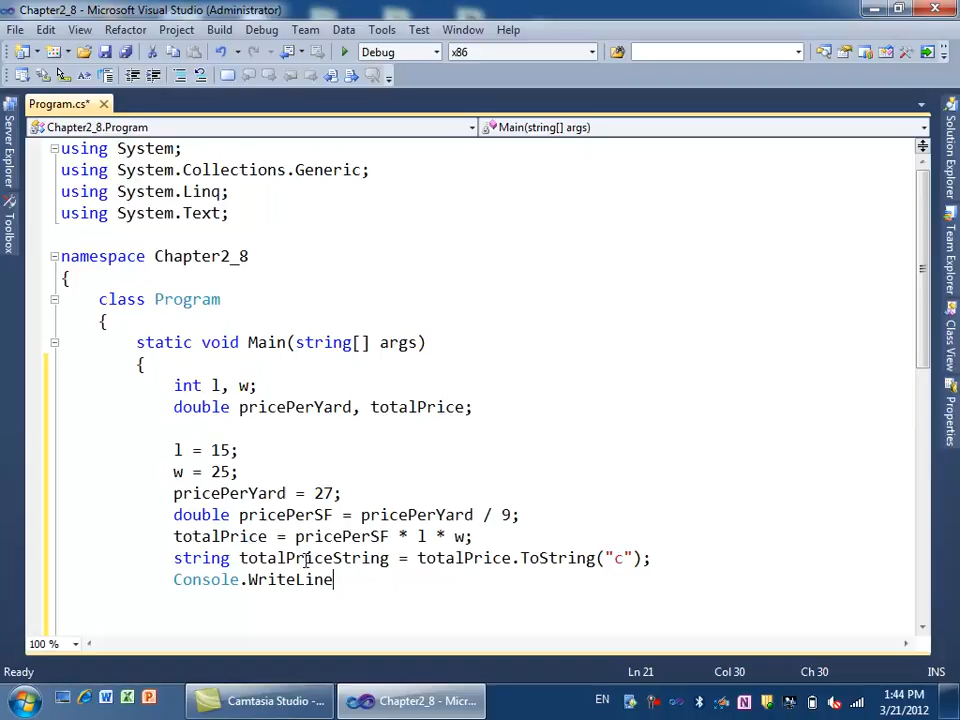 Chapter2_8 - Microsoft Visual Studio (Administrator)
File Edit View Refactor Project Build Debug Team Data Tools Test Window Help
Debug x86
Program.cs*
Chapter2_8.Program Main(string[] args)
Server Explorer
Toolbox
Solution Explorer
Team Explorer
Class View
Properties
using System;
using System.Collections.Generic;
using System.Linq;
using System.Text;
namespace Chapter2_8
{
class Program
{
static void Main(string[] args)
{
int l, w;
double pricePerYard, totalPrice;
l = 15;
w = 25;
pricePerYard = 27;
double pricePerSF = pricePerYard / 9;
totalPrice = pricePerSF * l * w;
string totalPriceString = totalPrice.ToString("c");
Console.WriteLine
100 %
Ready Ln 21 Col 30 Ch 30 INS
Camtasia Studio -... Chapter2_8 - Micr... EN 1:44 PM
3/21/2012